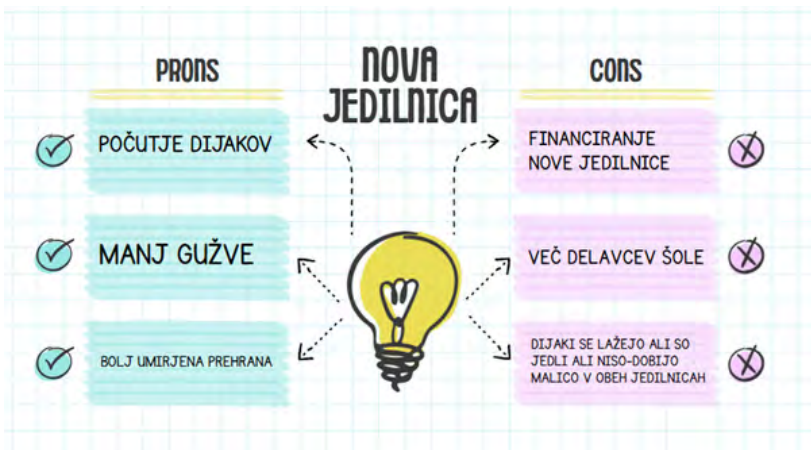 NOVA
JEDILNICA
PRONS
POČUTJE DIJAKOV
MANJ GUŽVE
BOLJ UMIRJENA PREHRANA
CONS
FINANCIRANJE
NOVE JEDILNICE
VEČ DELAVCEV ŠOLE
DIJAKI SE LAŽEJO ALI SO
JEDLI ALI NISO-DOBIJO
MALICO V OBEH JEDILNICAH